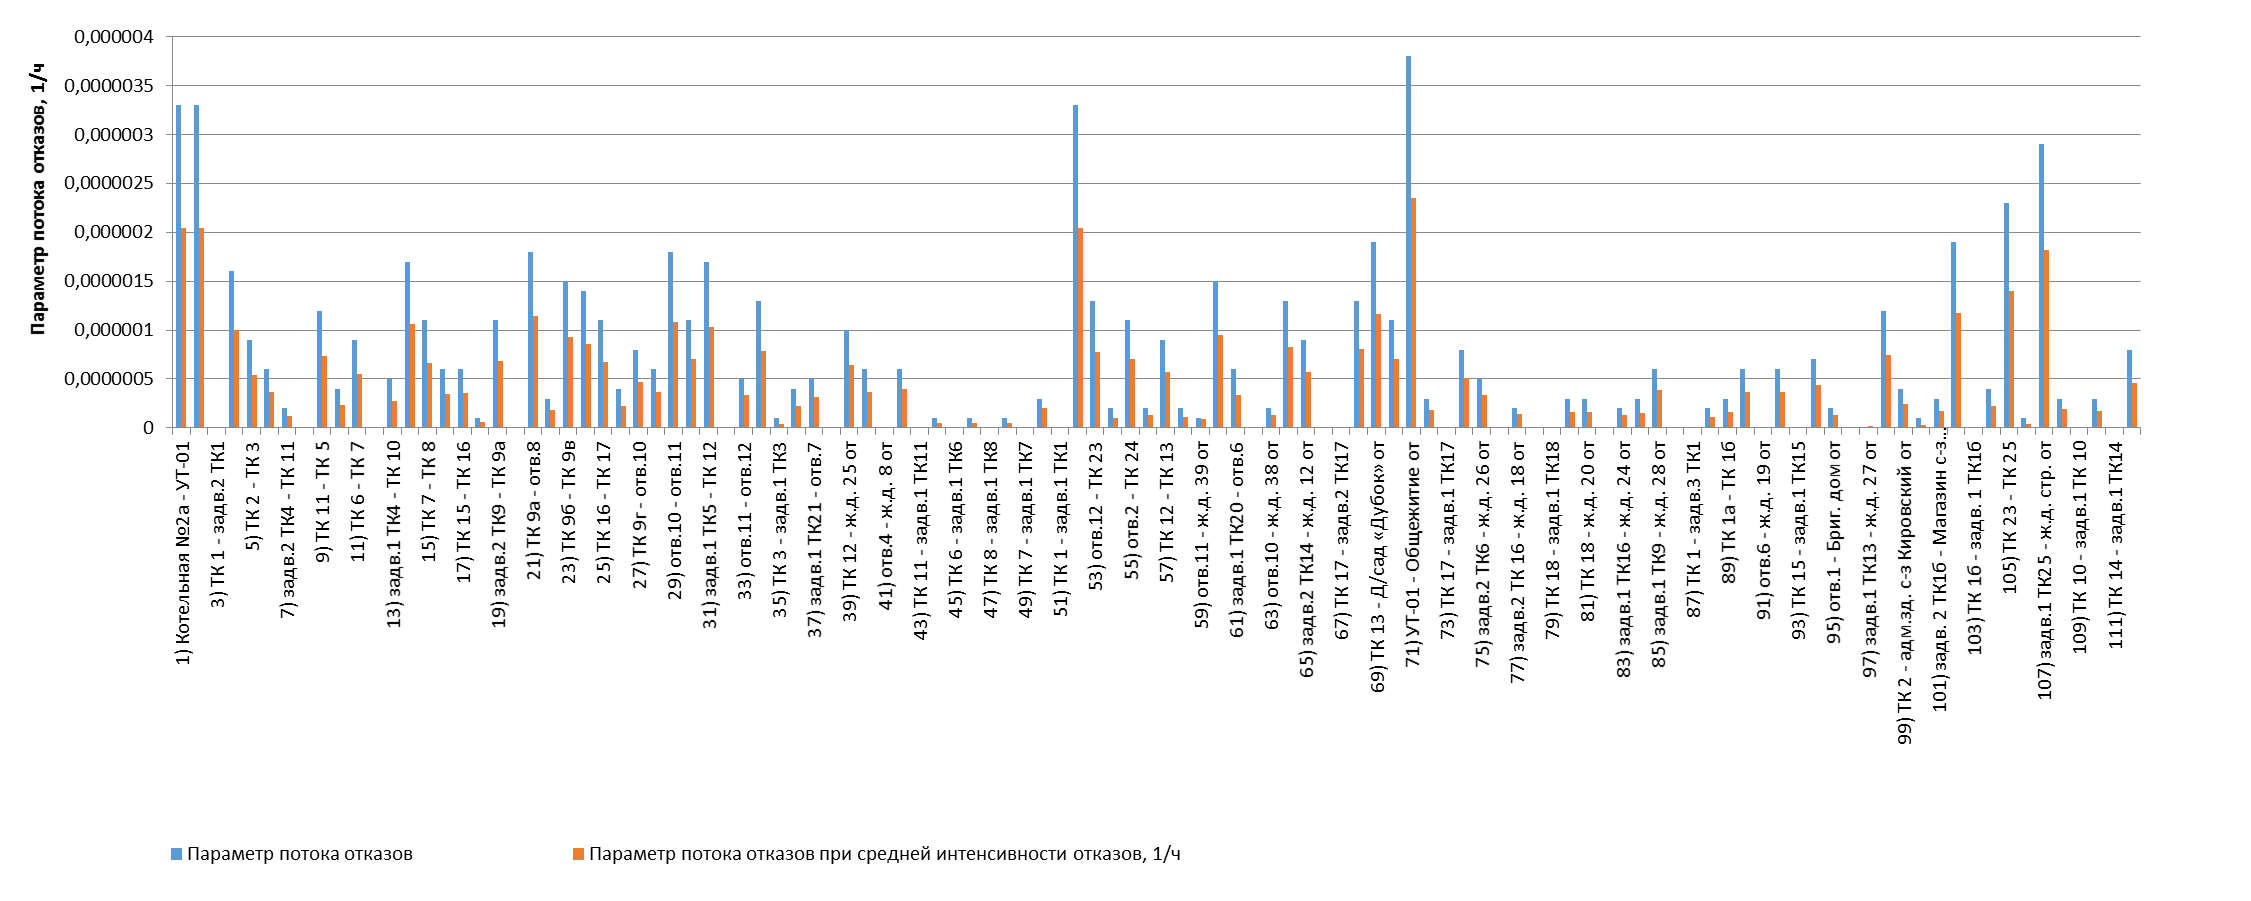 Параметр потока отказов, 1/ч
0,000004
0,0000035
0,000003
0,0000025
0,000002
0,0000015
0,000001
0,0000005
0
1) Котельная №2а - УТ-01
3) ТК 1 - задв.2 ТК1
5) ТК 2 - ТК 3
7) задв.2 ТК4 - ТК 11
9) ТК 11 - ТК 5
11) ТК 6 - ТК 7
13) задв.1 ТК4 - ТК 10
15) ТК 7 - ТК 8
17) ТК 15 - ТК 16
19) задв.2 ТК9 - ТК 9а
21) ТК 9а - отв.8
23) ТК 9б - ТК 9в
25) ТК 16 - ТК 17
27) ТК 9г - отв.10
29) отв.10 - отв.11
31) задв.1 ТК5 - ТК 12
33) отв.11 - отв.12
35) ТК 3 - задв.1 ТК3
37) задв.1 ТК21 - отв.7
39) ТК 12 - ж.д. 25 от
41) отв.4 - ж.д. 8 от
43) ТК 11 - задв.1 ТК11
45) ТК 6 - задв.1 ТК6
47) ТК 8 - задв.1 ТК8
49) ТК 7 - задв.1 ТК7
51) ТК 1 - задв.1 ТК1
53) отв.12 - ТК 23
55) отв.2 - ТК 24
57) ТК 12 - ТК 13
59) отв.11 - ж.д. 39 от
61) задв.1 ТК20 - отв.6
63) отв.10 - ж.д. 38 от
65) задв.2 ТК14 - ж.д. 12 от
67) ТК 17 - задв.2 ТК17
69) ТК 13 - Д/сад «Дубок» от
71) УТ-01 - Общежитие от
73) ТК 17 - задв.1 ТК17
75) задв.2 ТК6 - ж.д. 26 от
77) задв.2 ТК 16 - ж.д. 18 от
79) ТК 18 - задв.1 ТК18
81) ТК 18 - ж.д. 20 от
83) задв.1 ТК16 - ж.д. 24 от
85) задв.1 ТК9 - ж.д. 28 от
87) ТК 1 - задв.3 ТК1
89) ТК 1а - ТК 1б
91) отв.6 - ж.д. 19 от
93) ТК 15 - задв.1 ТК15
95) отв.1 - Бриг. дом от
97) задв.1 ТК13 - ж.д. 27 от
99) ТК 2 - адм.зд. с-з Кировский от
101) задв. 2 ТК1б - Магазин с-з…
103) ТК 1б - задв. 1 ТК1б
105) ТК 23 - ТК 25
107) задв.1 ТК25 - ж.д. стр. от
109) ТК 10 - задв.1 ТК 10
111) ТК 14 - задв.1 ТК14
Параметр потока отказов
Параметр потока отказов при средней интенсивности отказов, 1/ч